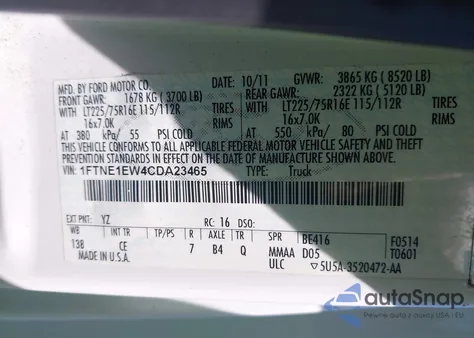 MFD. BY FORD MOTOR CO.
DATE: 10/11 GVWR: 3865 KG ( 8520 LB)
FRONT GAWR: 1678 KG ( 3700 LB) REAR GAWR: 2322 KG ( 5120 LB)
LT225/75R16E 115/112R TIRES LT225/75R16E 115/112R TIRES
16x7.0K RIMS 16x7.0K RIMS
AT 380 kPa/ 55 PSI COLD AT 550 kPa/ 80 PSI COLD
THIS VEHICLE CONFORMS TO ALL APPLICABLE FEDERAL MOTOR VEHICLE
SAFETY STANDARDS IN EFFECT ON THE DATE OF MANUFACTURE SHOWN ABOVE.
VIN: 1FTNE1EW4CDA23465 TYPE: Truck
EXT PNT: YZ RC: 16 DSO:
WB INT TR TP/PS R AXLE TR SPR BE416 F0514
138 CE 7 B4 Q MMAA D05 T0601
MADE IN U.S.A. ULC 5U5A-3520472-AA
autoSnap
Updated database of USA - EU